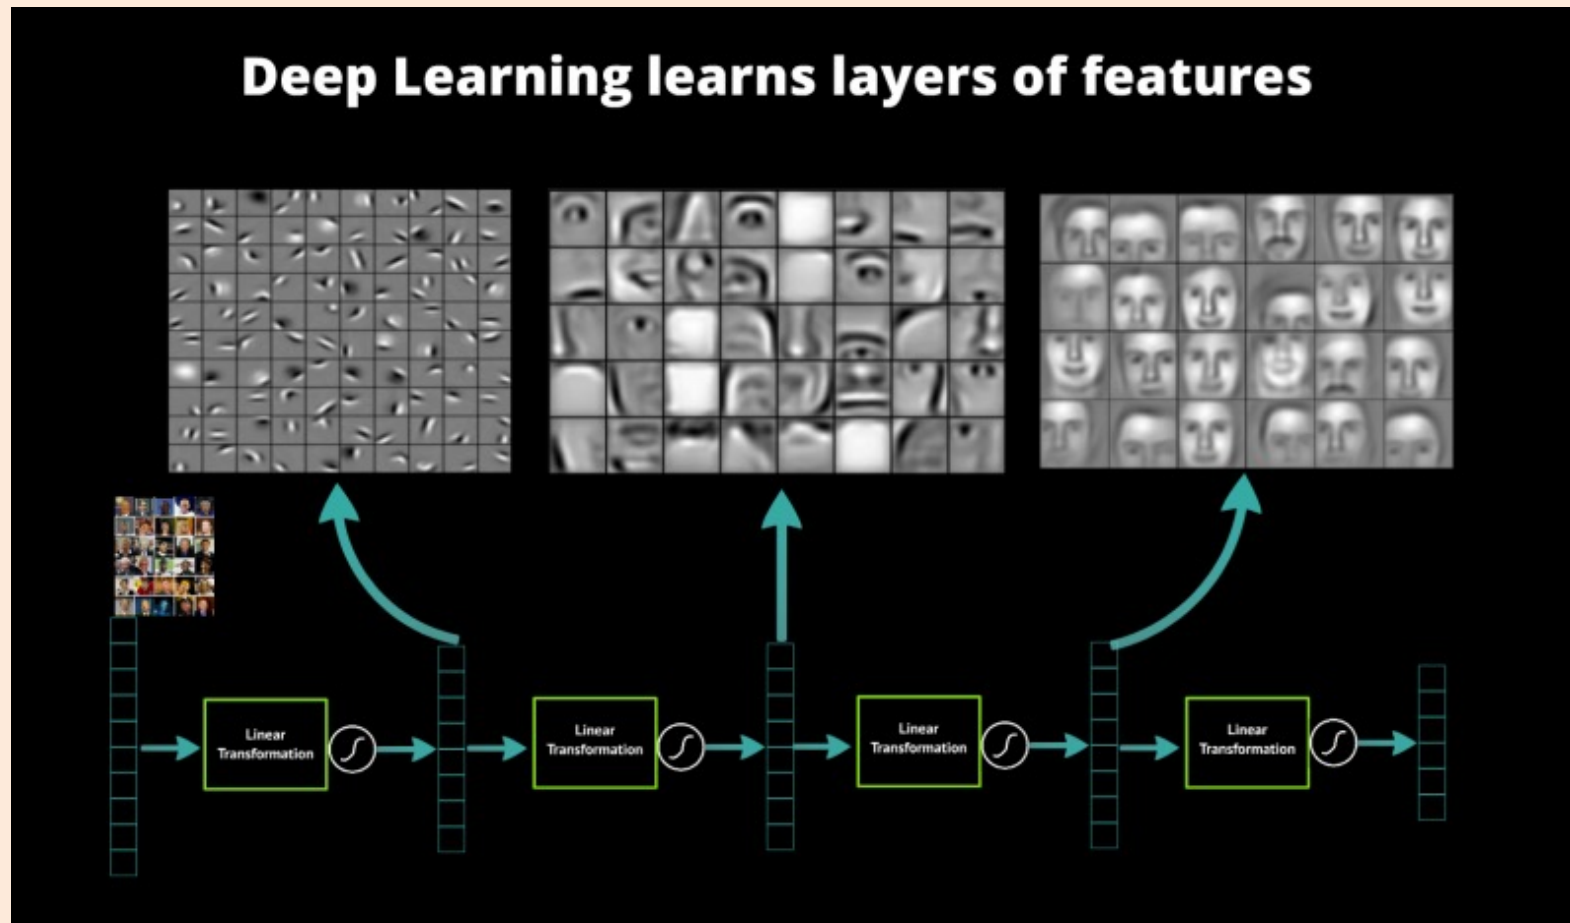 Deep Learning learns layers of features
Linear
Transformation
Linear
Transformation
Linear
Transformation
Linear
Transformation